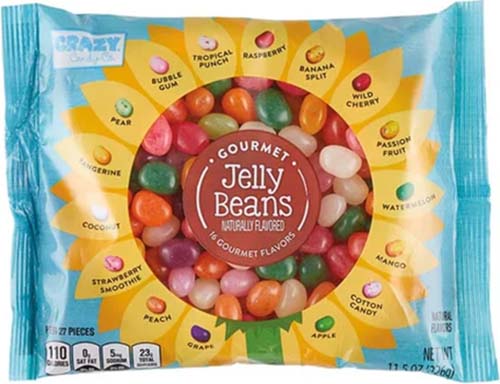 CRAZY
Candy Co.
TROPICAL
PUNCH
RASPBERRY
BANANA
SPLIT
BUBBLE
GUM
WILD
CHERRY
PEAR
PASSION
FRUIT
TANGERINE
WATERMELON
COCONUT
MANGO
STRAWBERRY
SMOOTHIE
COTTON
CANDY
PEACH
GRAPE
APPLE
GOURMET
Jelly
Beans
NATURALLY FLAVORED
16 GOURMET FLAVORS
PER 27 PIECES
110
CALORIES
0g
SAT FAT
5mg
SODIUM
23g
TOTAL
NATURAL
FLAVORS
NET WT
11.5 OZ (326g)